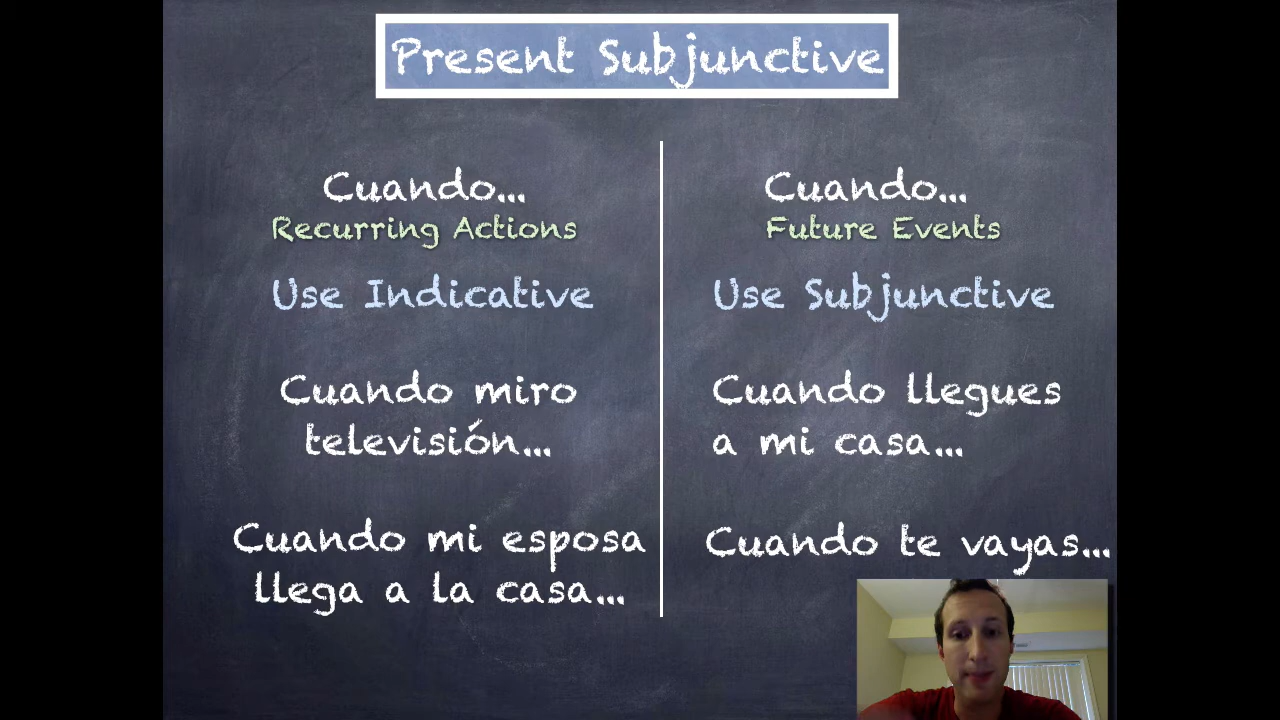 Present Subjunctive
Cuando...
Recurring Actions
Use Indicative
Cuando miro
televisión...
Cuando mi esposa
llega a la casa...
Cuando...
Future Events
Use Subjunctive
Cuando llegues
a mi casa...
Cuando te vayas...